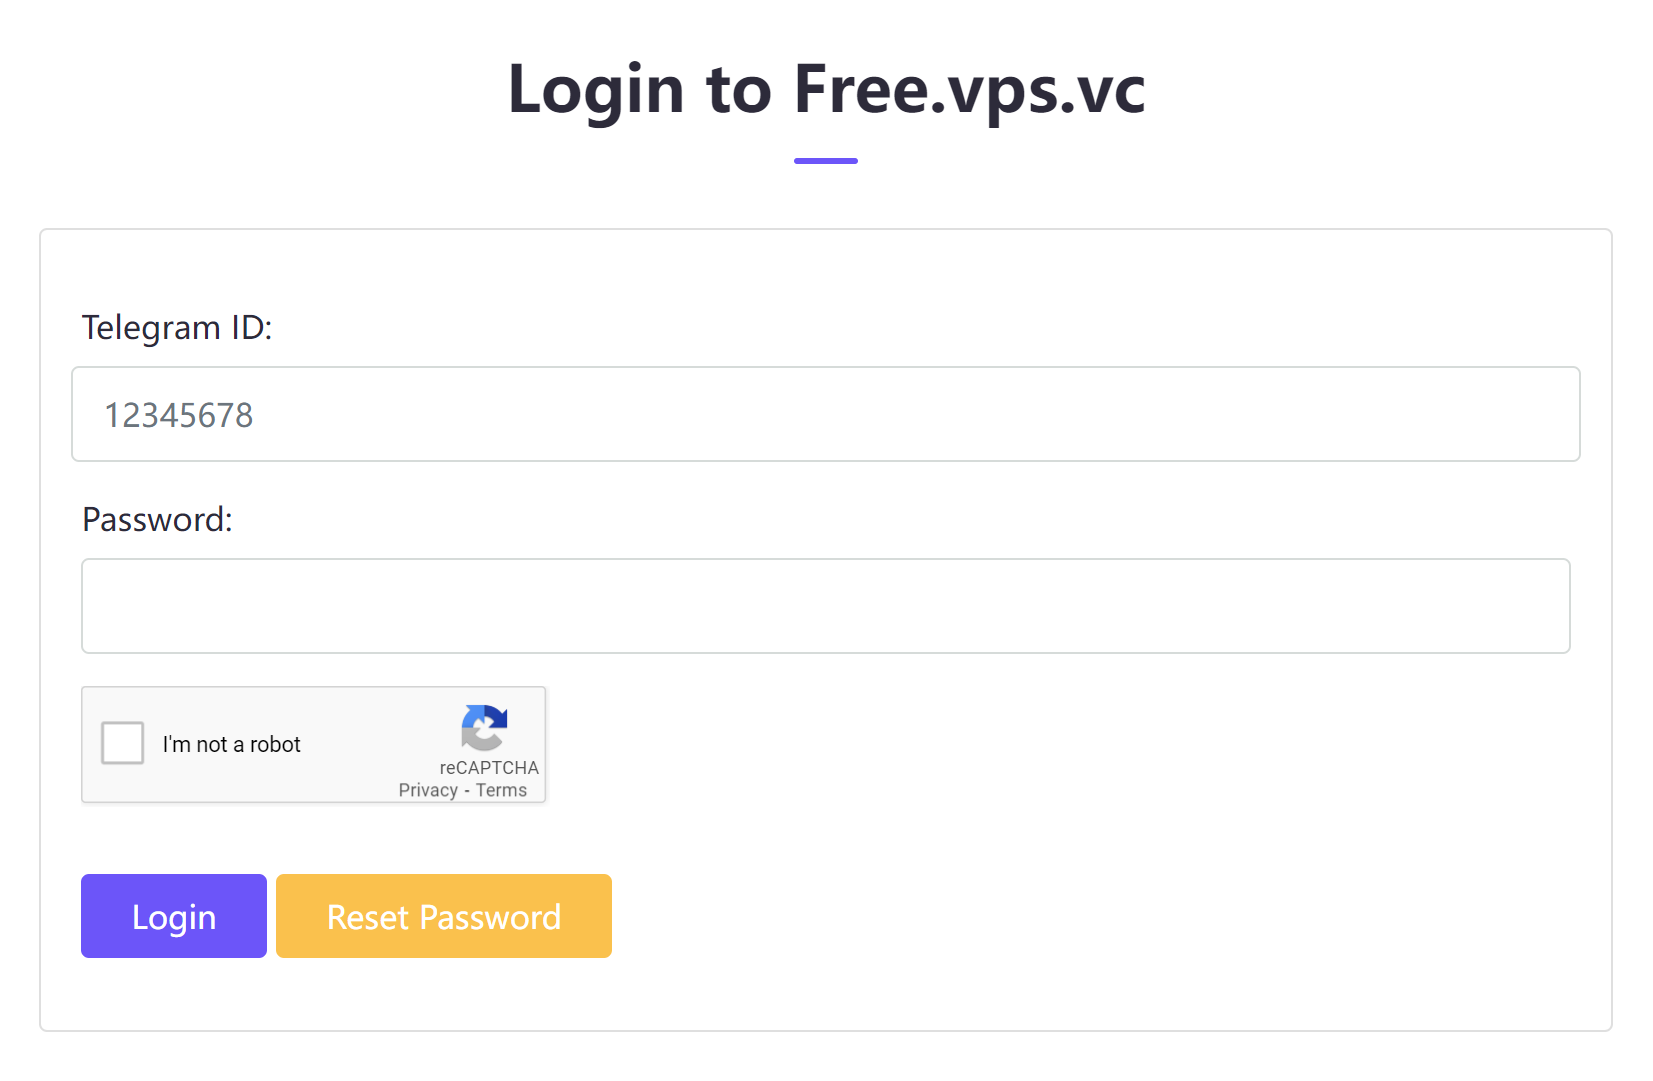 Login to Free.vps.vc
Telegram ID:
12345678
Password:
I'm not a robot
reCAPTCHA
Privacy - Terms
Login
Reset Password